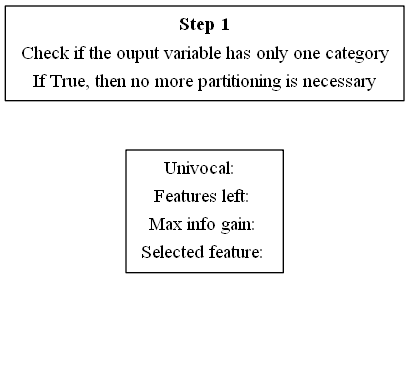 Step 1
Check if the ouput variable has only one category
If True, then no more partitioning is necessary
Univocal:
Features left:
Max info gain:
Selected feature: